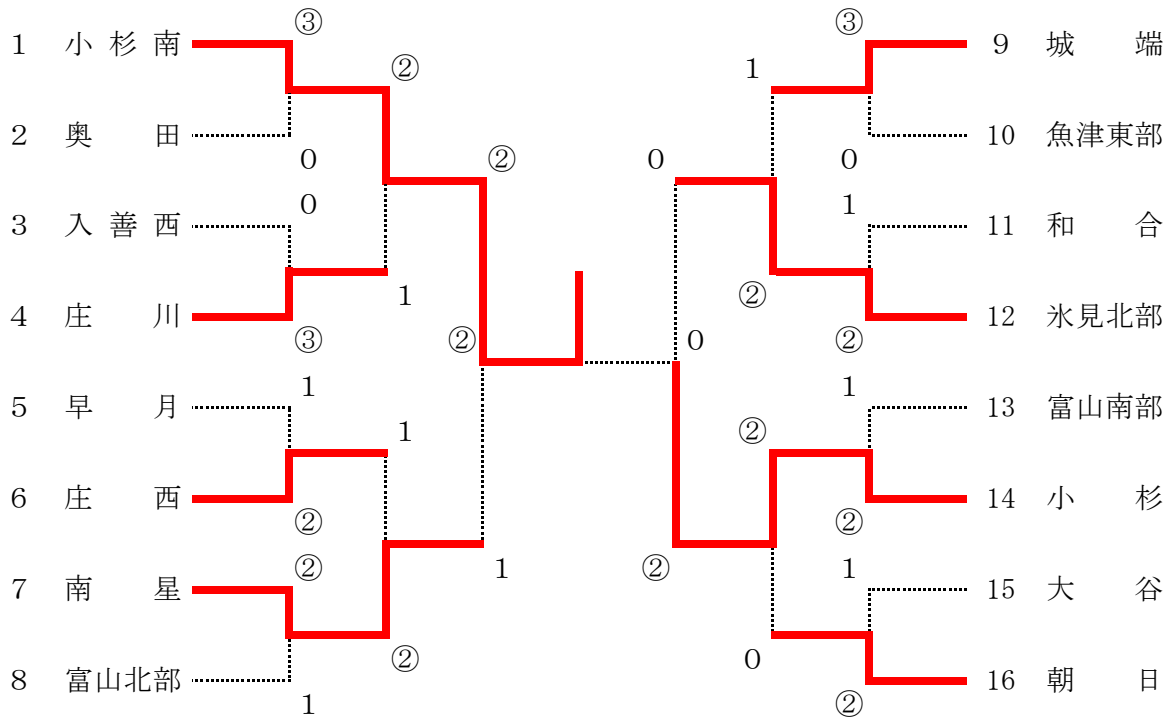 ③ ③
1 小杉南 9 城端
② 1
2 奥田 10 魚津東部
0 ② 0 0
0 1
3 入善西 11 和合
1 ②
4 庄川 12 氷見北部
③ ② 0 ②
1 1
5 早月 13 富山南部
1 ②
6 庄西 14 小杉
② ②
② 1 ② 1
7 南星 15 大谷
② 0
8 富山北部 16 朝日
1 ②